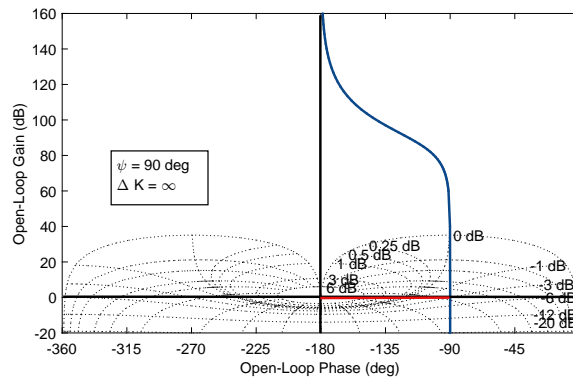 160
140
120
100
80
60
40
20
0
-20
Open-Loop Gain (dB)
ψ = 90 deg
Δ K = ∞
0 dB
0.25 dB
0.5 dB
1 dB
-1 dB
3 dB
-3 dB
6 dB
-6 dB
-12 dB
-20 dB
-360
-315
-270
-225
-180
-135
-90
-45
Open-Loop Phase (deg)